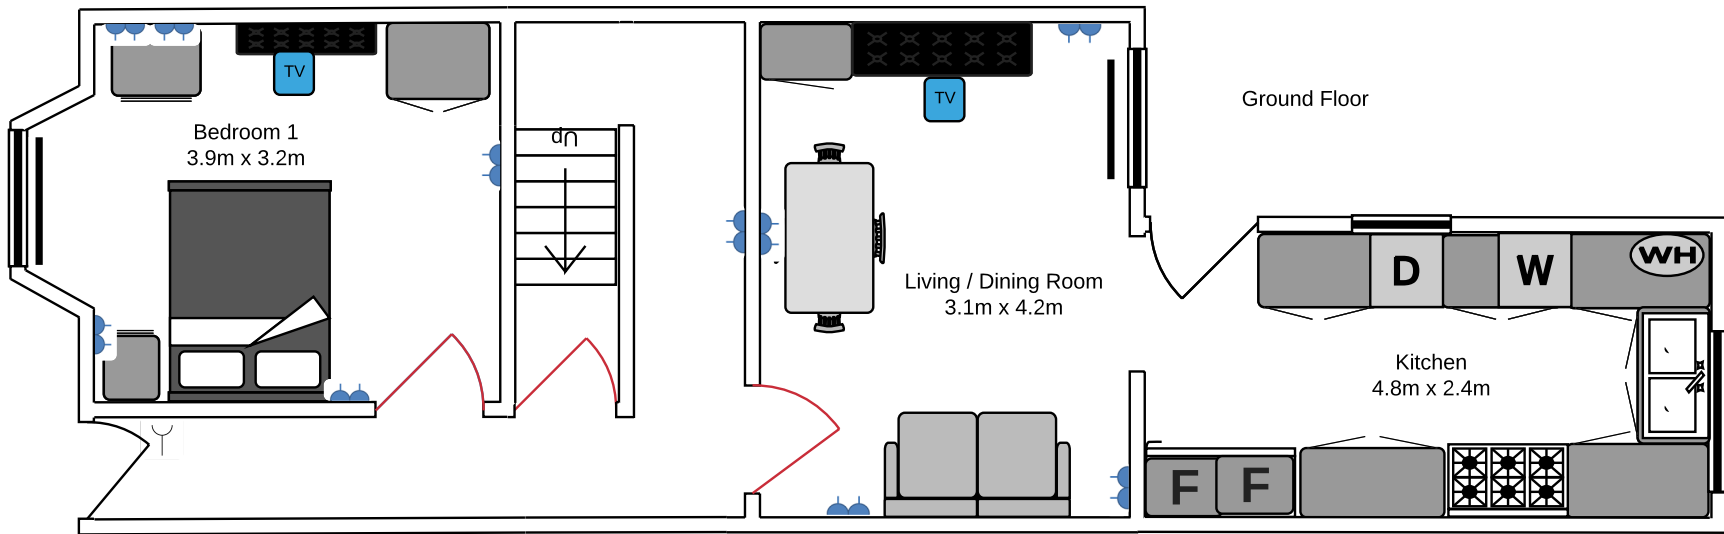 TV
TV
Ground Floor
Bedroom 1
3.9m x 3.2m
Up
Living / Dining Room
3.1m x 4.2m
D
W
WH
Kitchen
4.8m x 2.4m
F
F